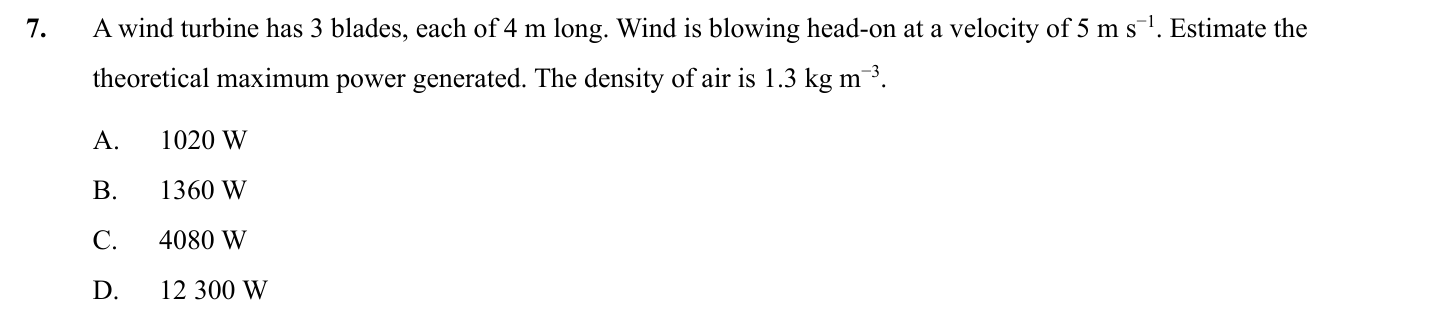 7. A wind turbine has 3 blades, each of 4 m long. Wind is blowing head-on at a velocity of 5 m s⁻¹. Estimate the
theoretical maximum power generated. The density of air is 1.3 kg m⁻³.
A. 1020 W
B. 1360 W
C. 4080 W
D. 12 300 W